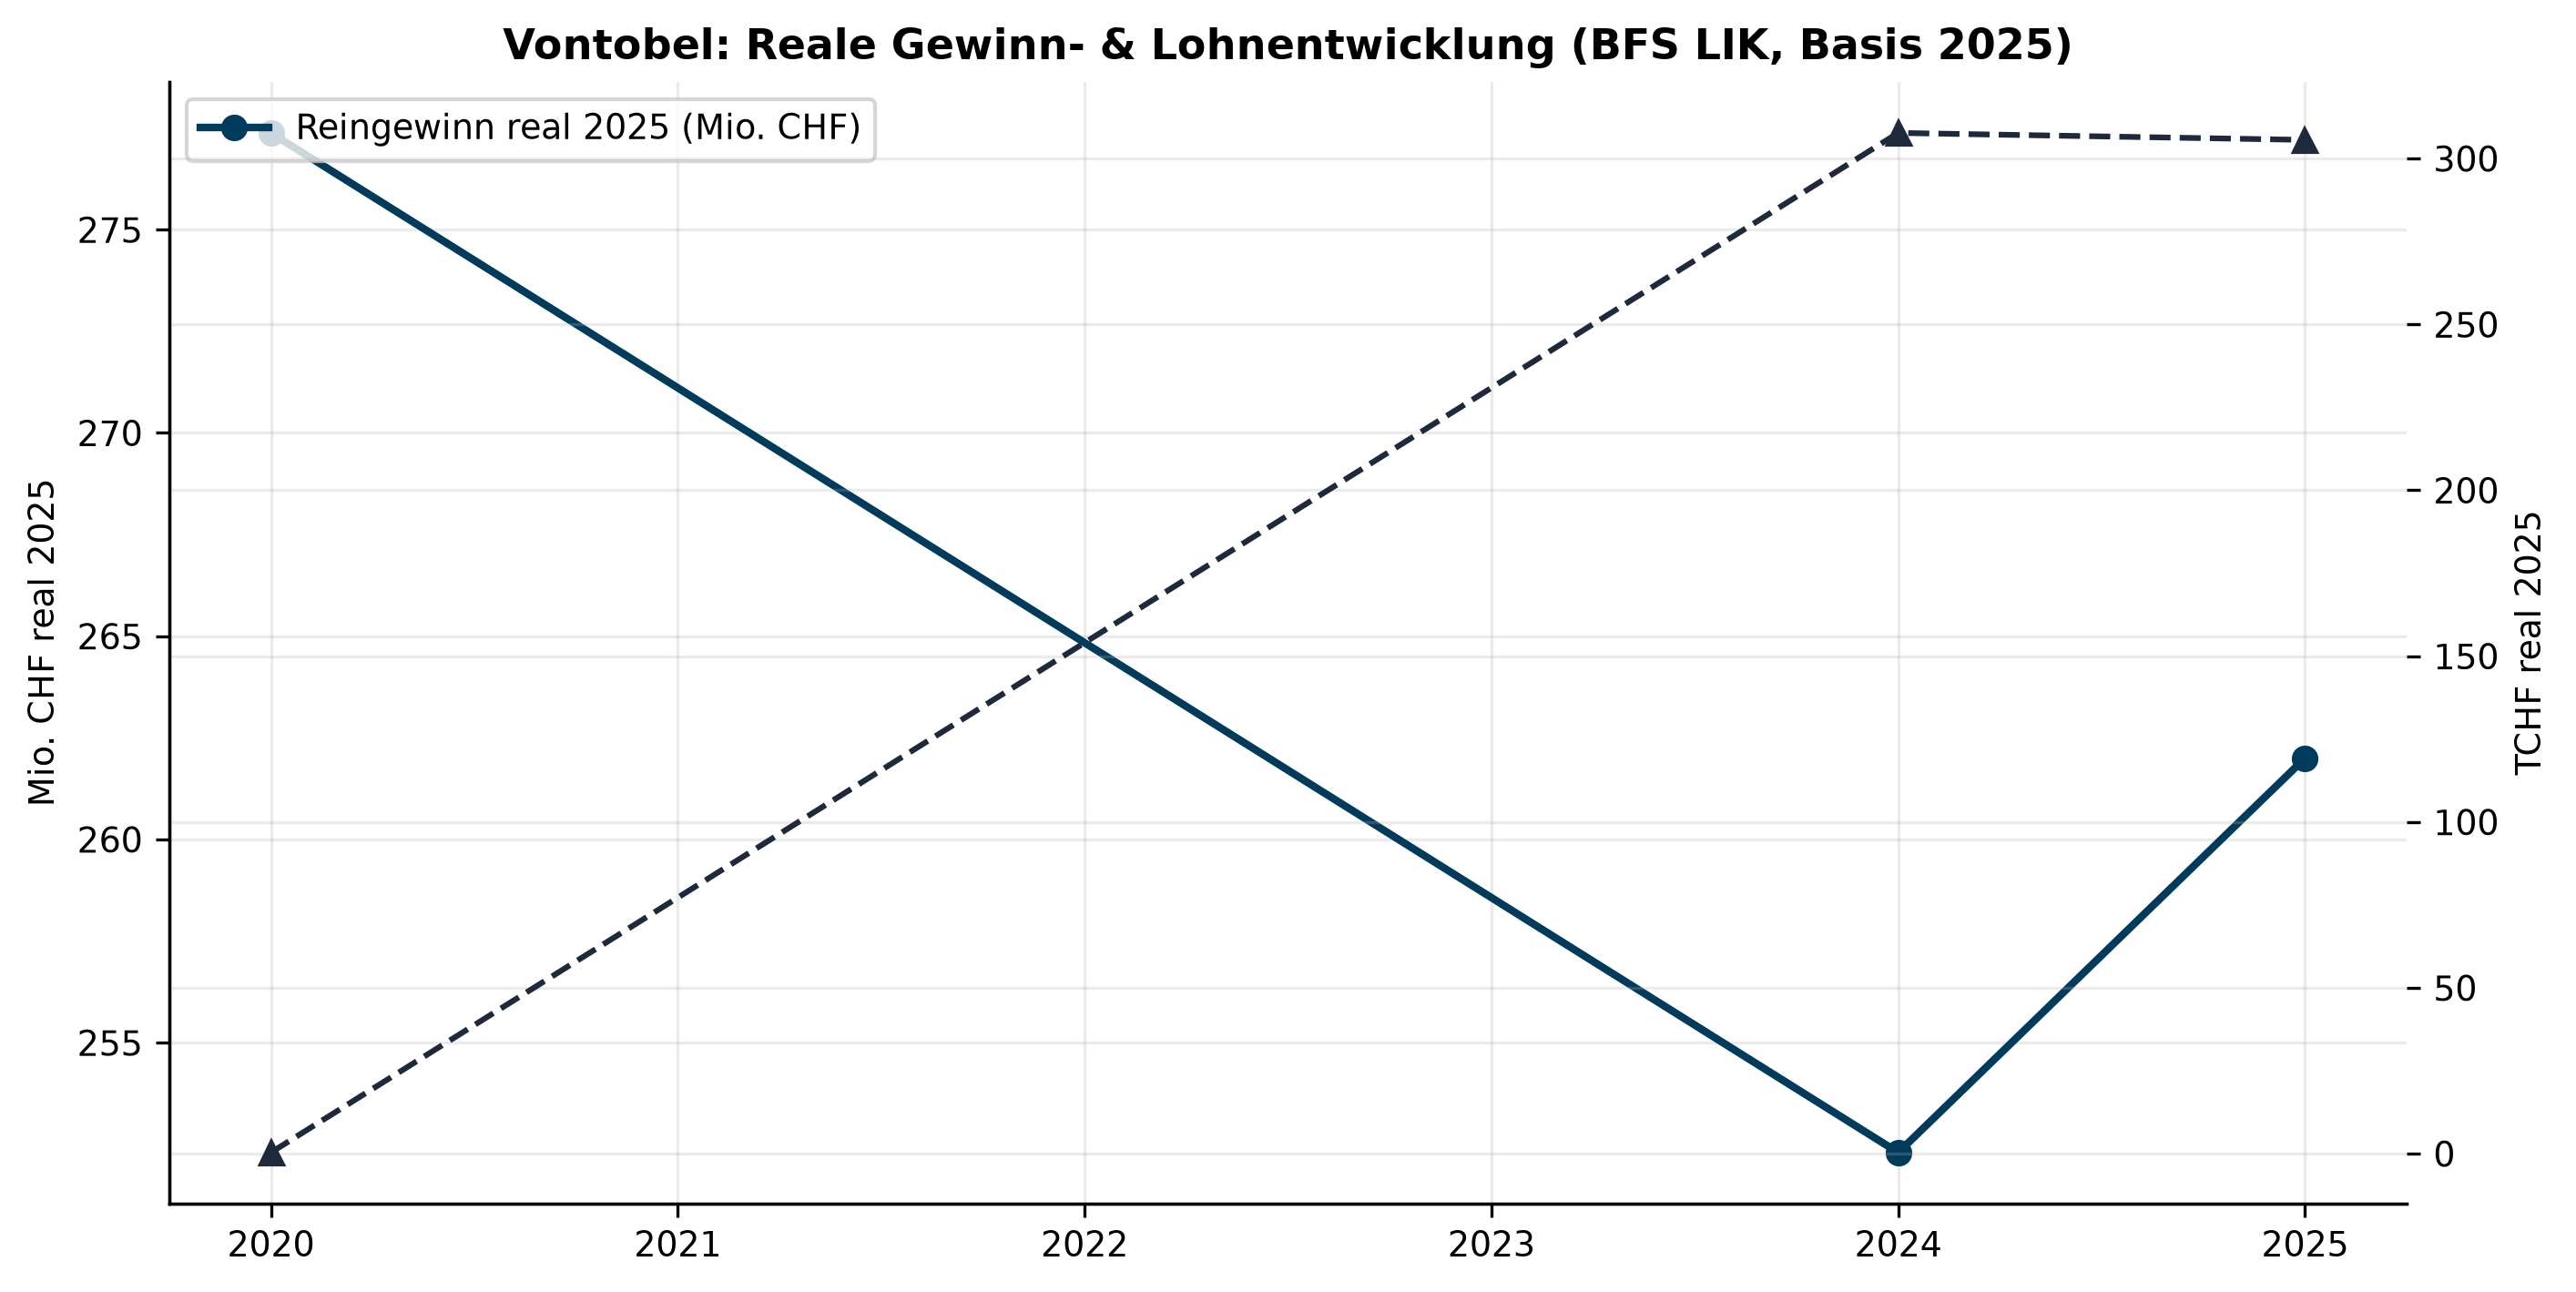 Vontobel: Reale Gewinn- & Lohnentwicklung (BFS LIK, Basis 2025)
Reingewinn real 2025 (Mio. CHF)
Mio. CHF real 2025
275
270
265
260
255
300
250
200
150
100
50
0
TCHF real 2025
2020 2021 2022 2023 2024 2025